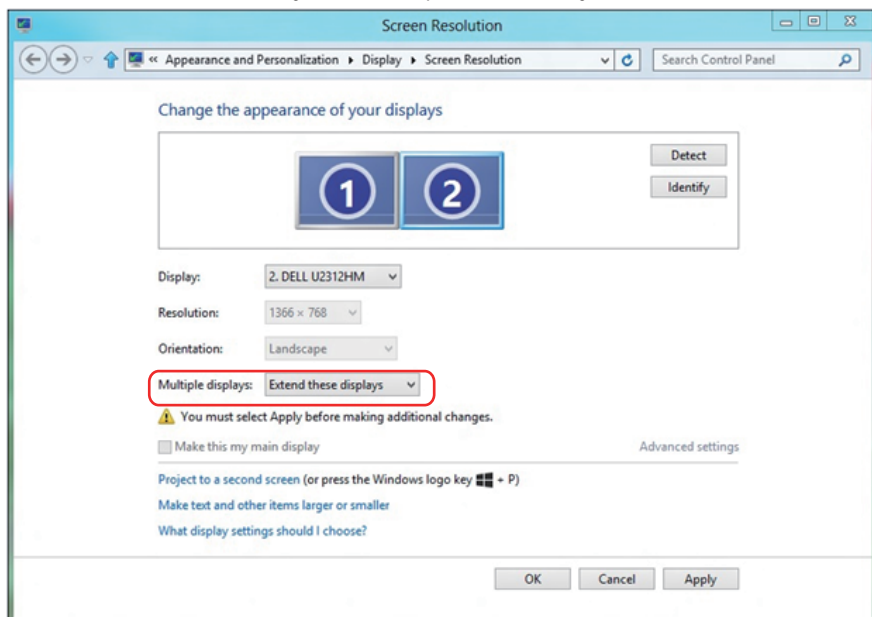 Screen Resolution
« Appearance and Personalization ▸ Display ▸ Screen Resolution
Search Control Panel
Change the appearance of your displays
1 2
Detect
Identify
Display: 2. DELL U2312HM
Resolution: 1366 × 768
Orientation: Landscape
Multiple displays: Extend these displays
You must select Apply before making additional changes.
Make this my main display Advanced settings
Project to a second screen (or press the Windows logo key + P)
Make text and other items larger or smaller
What display settings should I choose?
OK Cancel Apply